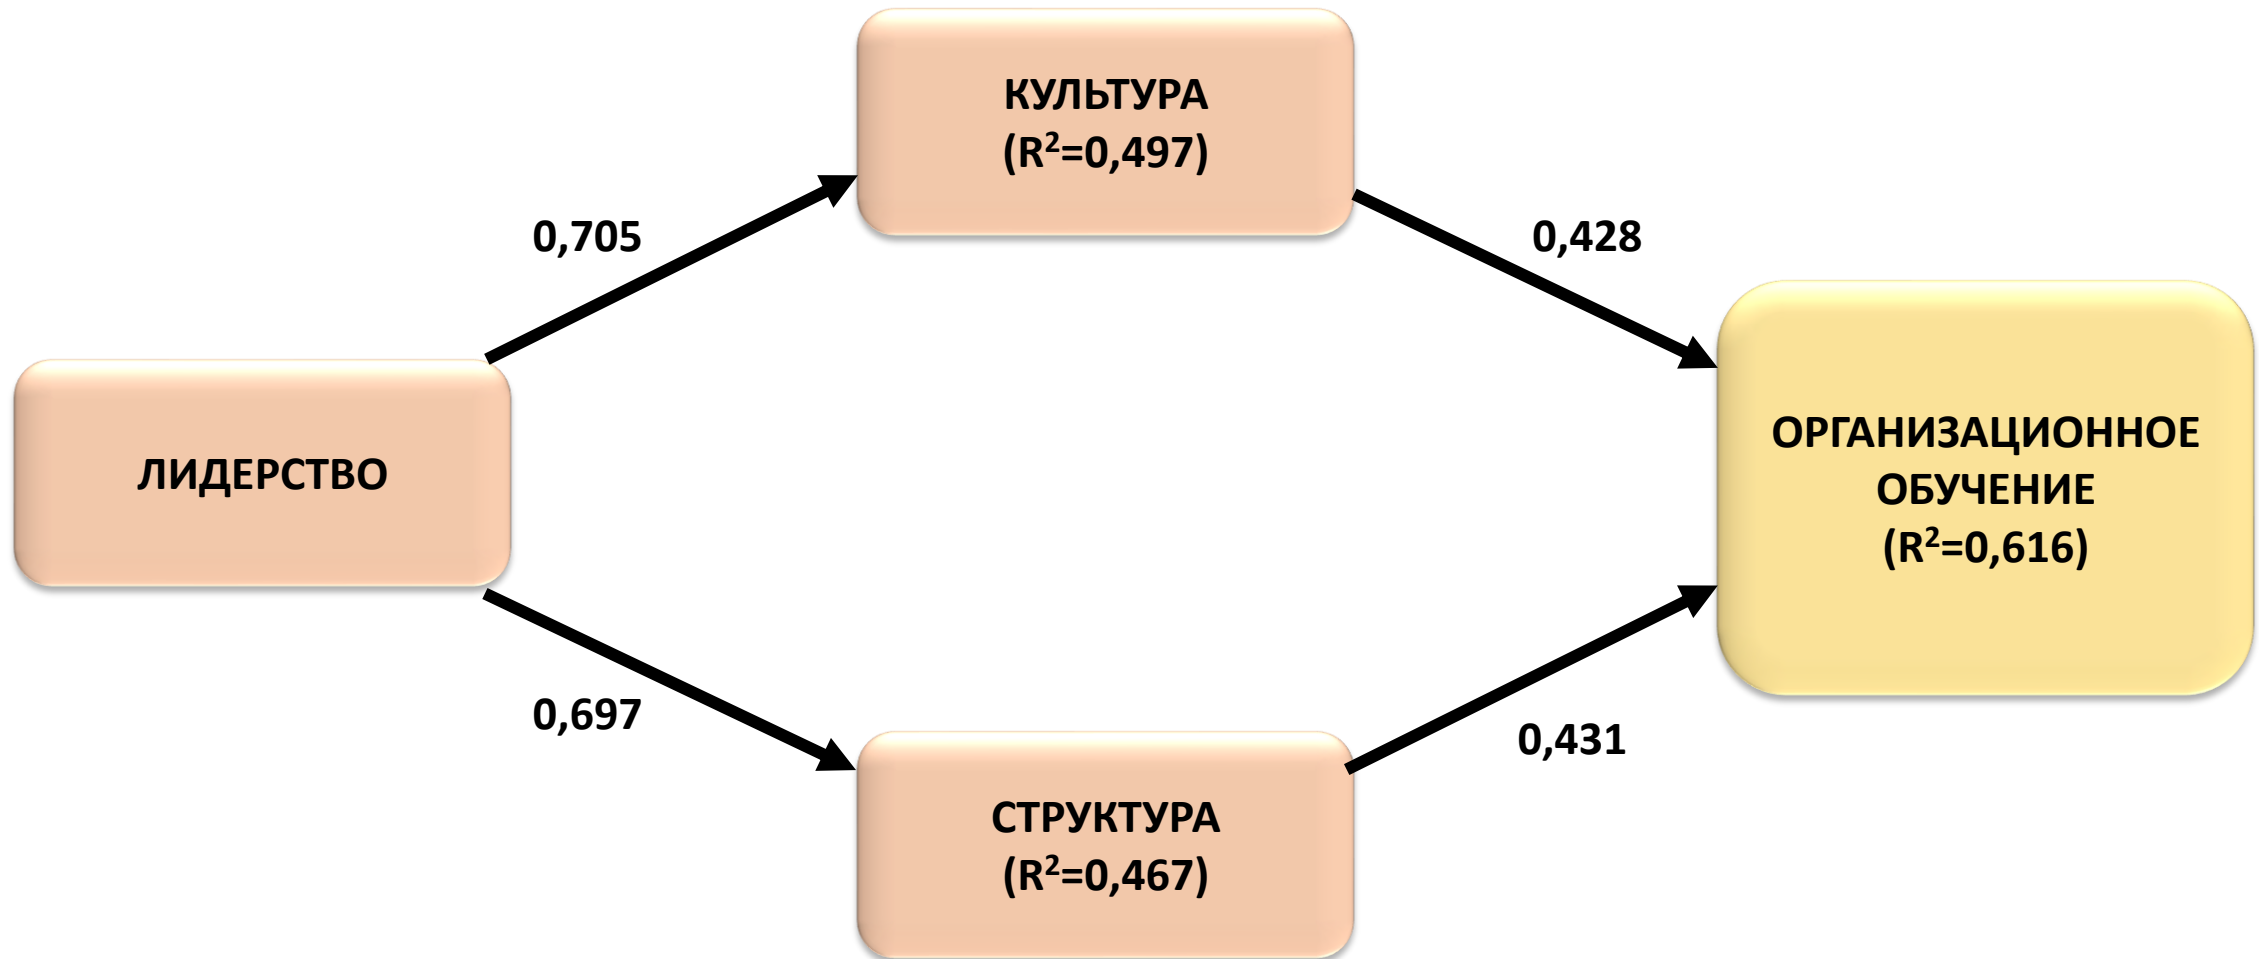 КУЛЬТУРА
(R²=0,497)
0,705
0,428
ЛИДЕРСТВО
ОРГАНИЗАЦИОННОЕ
ОБУЧЕНИЕ
(R²=0,616)
0,697
0,431
СТРУКТУРА
(R²=0,467)